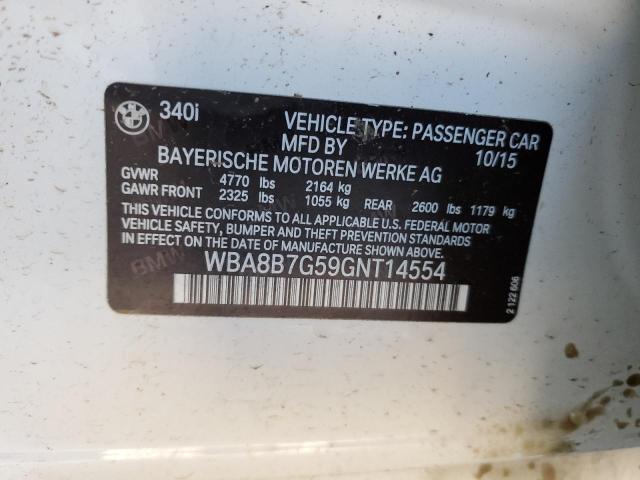 340i VEHICLE TYPE: PASSENGER CAR
MFD BY 10/15
BAYERISCHE MOTOREN WERKE AG
GVWR 4770 lbs 2164 kg
GAWR FRONT 2325 lbs 1055 kg REAR 2600 lbs 1179 kg
THIS VEHICLE CONFORMS TO ALL APPLICABLE U.S. FEDERAL MOTOR
VEHICLE SAFETY, BUMPER AND THEFT PREVENTION STANDARDS
IN EFFECT ON THE DATE OF MANUFACTURE SHOWN ABOVE.
WBA8B7G59GNT14554
2 122 606
BMW